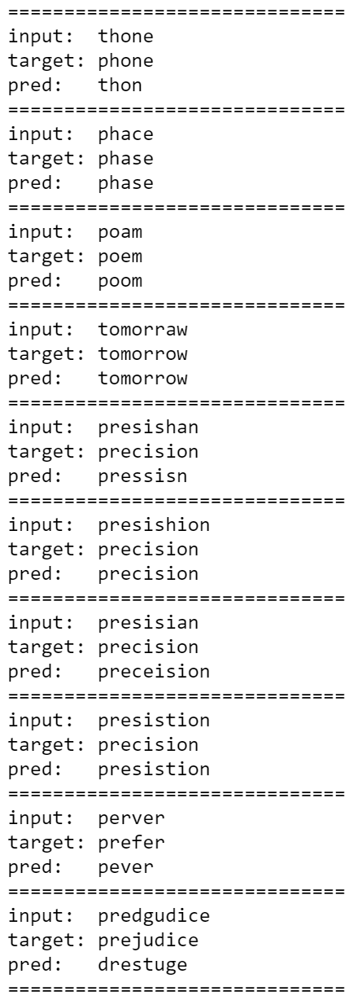 ==============================
input:  thone
target: phone
pred:   thon
==============================
input:  phace
target: phase
pred:   phase
==============================
input:  poam
target: poem
pred:   poom
==============================
input:  tomorraw
target: tomorrow
pred:   tomorrow
==============================
input:  presishan
target: precision
pred:   pressisn
==============================
input:  presishion
target: precision
pred:   precision
==============================
input:  presisian
target: precision
pred:   preceision
==============================
input:  presistion
target: precision
pred:   presistion
==============================
input:  perver
target: prefer
pred:   pever
==============================
input:  predgudice
target: prejudice
pred:   drestuge
==============================